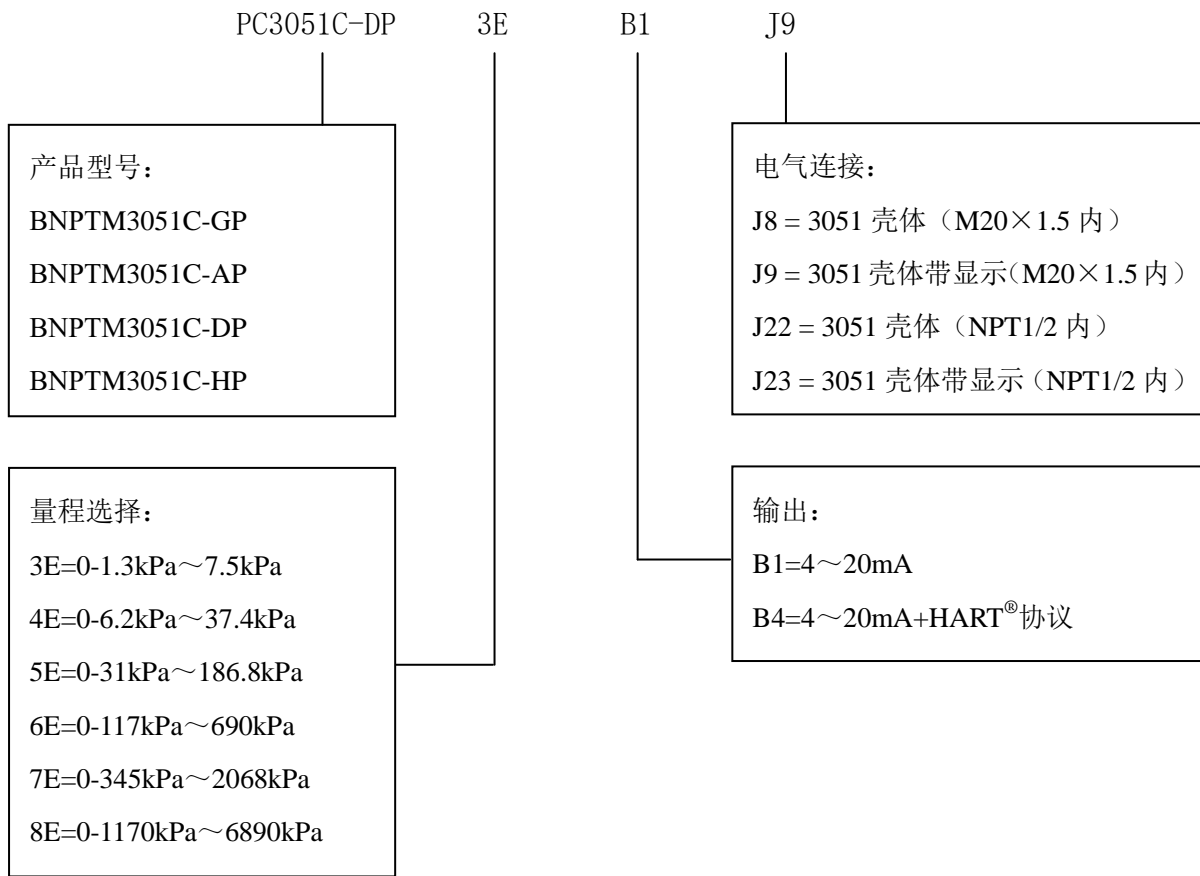 PC3051C-DP 3E B1 J9
产品型号：
BNPTM3051C-GP
BNPTM3051C-AP
BNPTM3051C-DP
BNPTM3051C-HP
电气连接：
J8 = 3051 壳体（M20×1.5 内）
J9 = 3051 壳体带显示（M20×1.5 内）
J22 = 3051 壳体（NPT1/2 内）
J23 = 3051 壳体带显示（NPT1/2 内）
量程选择：
3E=0-1.3kPa～7.5kPa
4E=0-6.2kPa～37.4kPa
5E=0-31kPa～186.8kPa
6E=0-117kPa～690kPa
7E=0-345kPa～2068kPa
8E=0-1170kPa～6890kPa
输出：
B1=4～20mA
B4=4～20mA+HART®协议